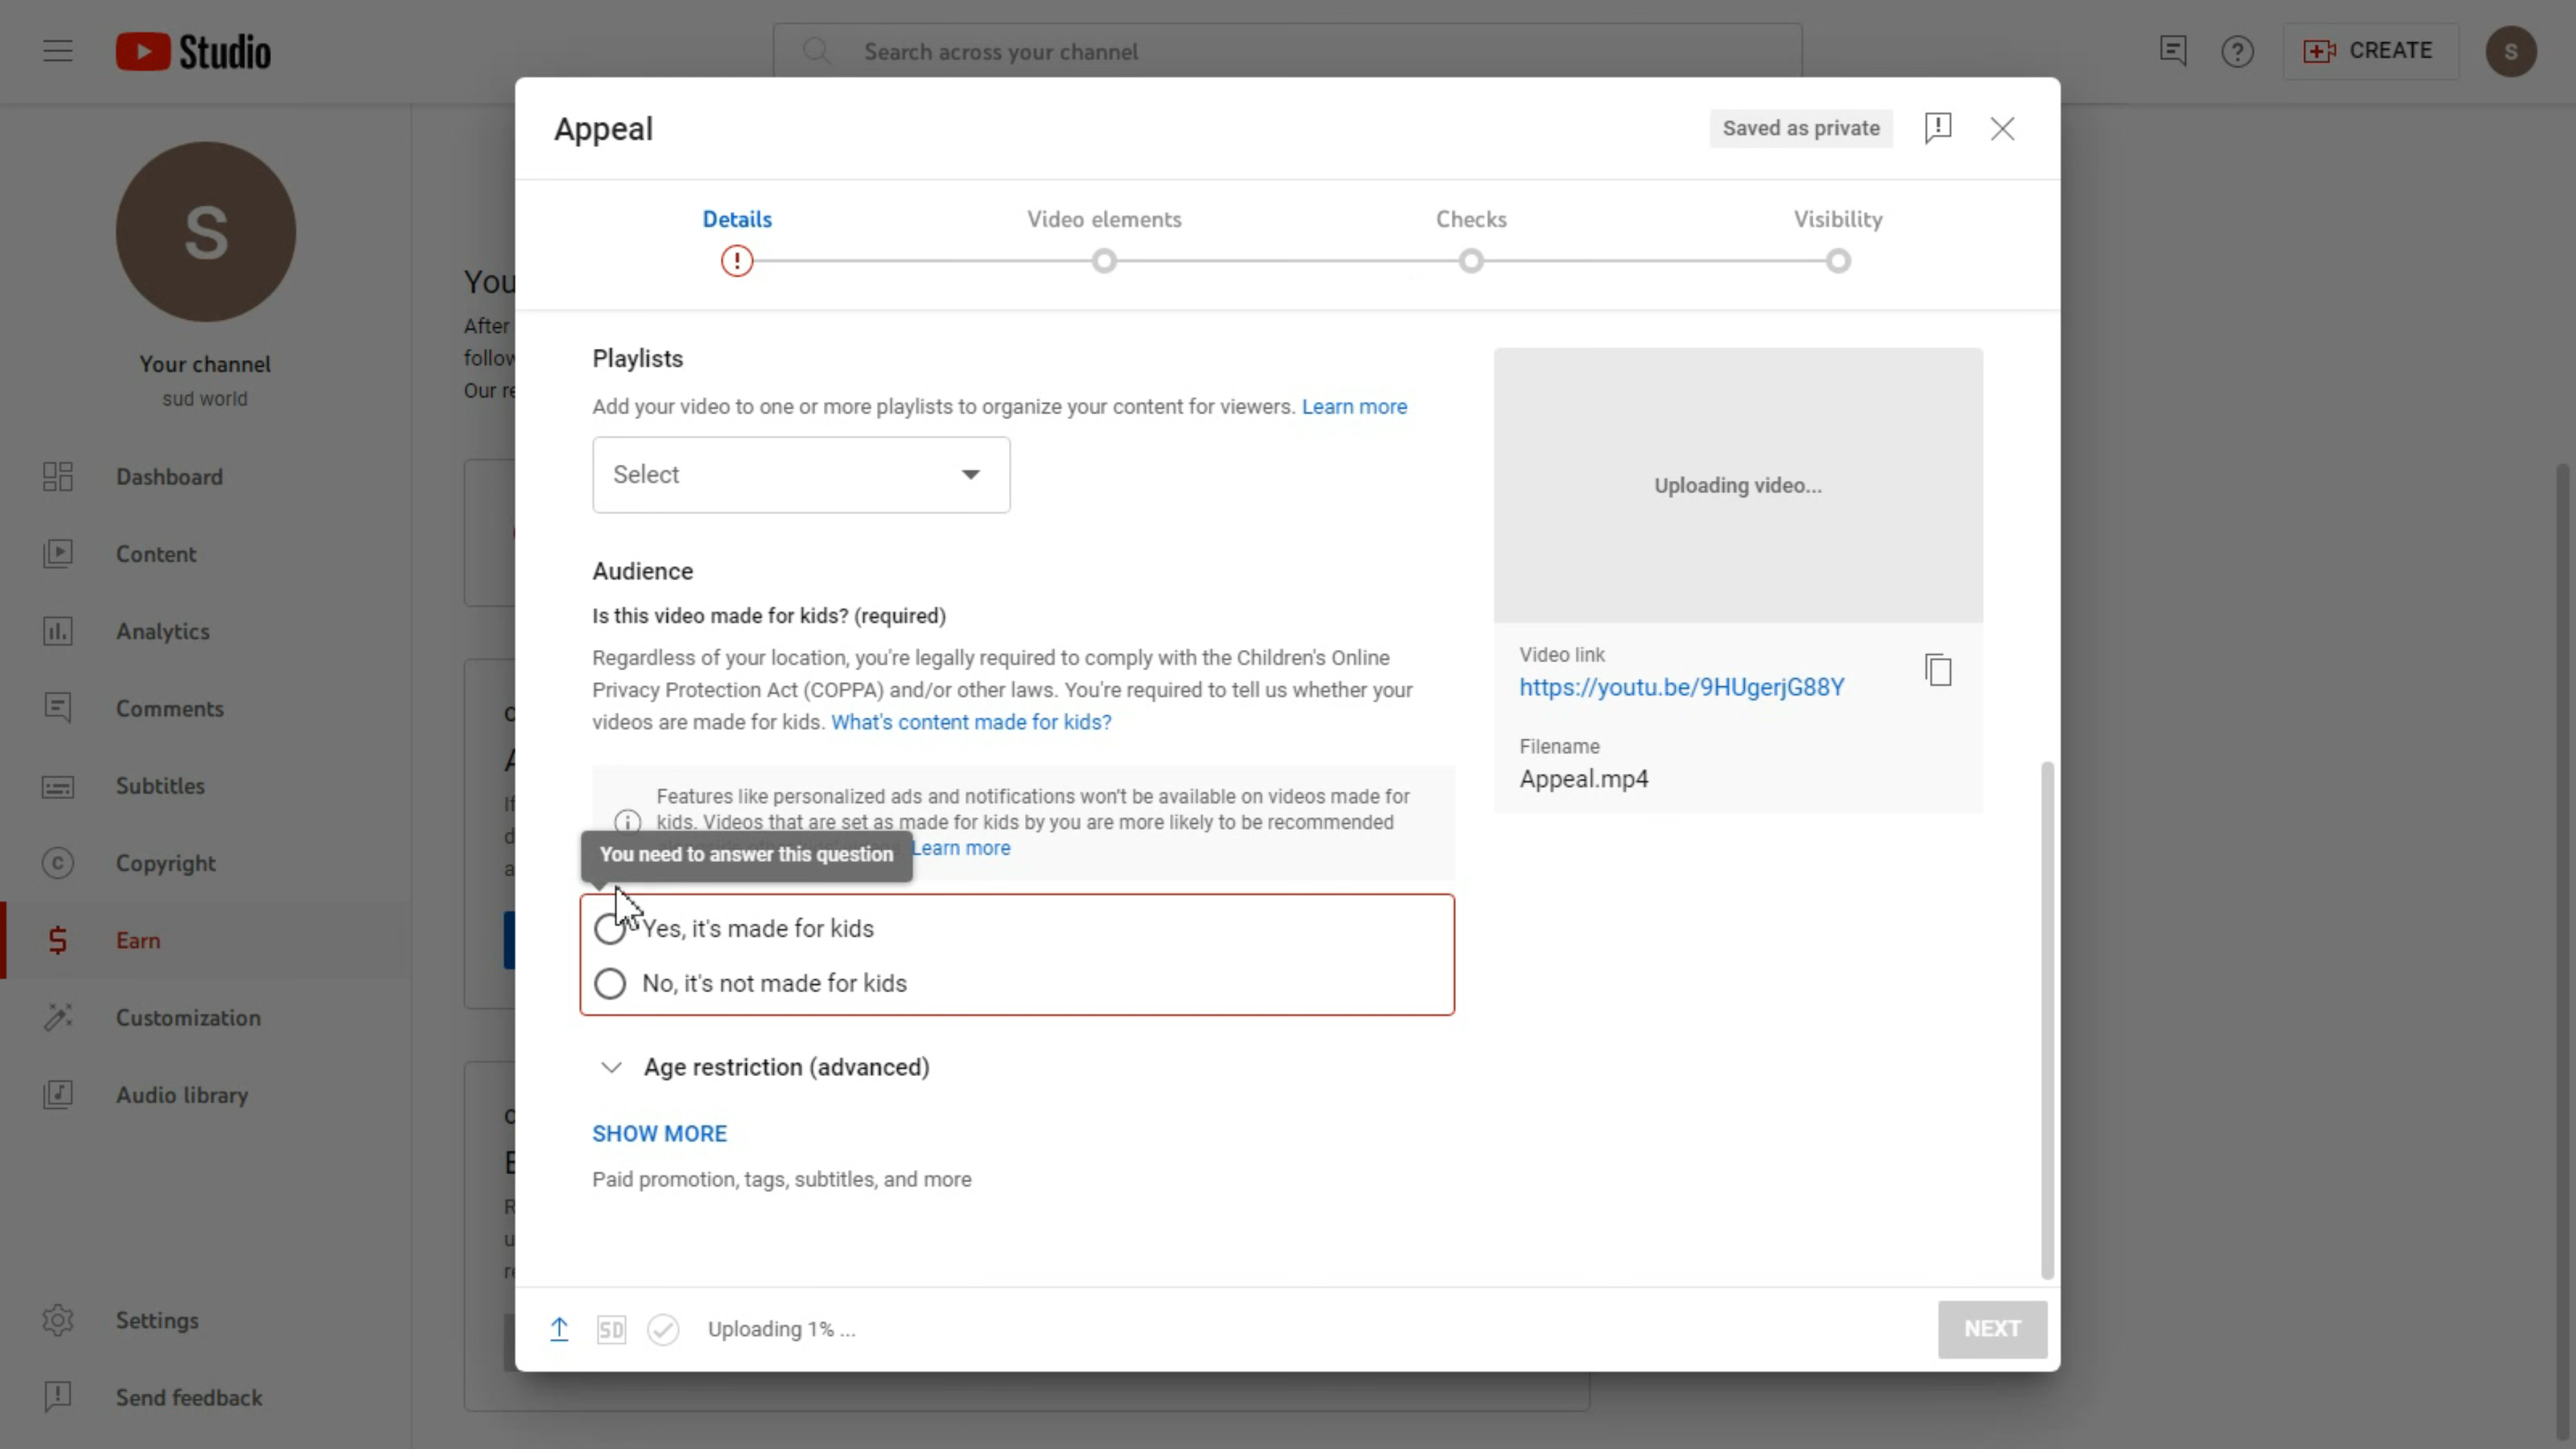 Studio
Search across your channel
CREATE
S
S
Your channel
sud world
Dashboard
Content
Analytics
Comments
Subtitles
Copyright
Earn
Customization
Audio library
Settings
Send feedback
You
After
follow
Our re
Appeal
Saved as private
Details
Video elements
Checks
Visibility
Playlists
Add your video to one or more playlists to organize your content for viewers. Learn more
Select
Audience
Is this video made for kids? (required)
Regardless of your location, you're legally required to comply with the Children's Online
Privacy Protection Act (COPPA) and/or other laws. You're required to tell us whether your
videos are made for kids. What's content made for kids?
Features like personalized ads and notifications won't be available on videos made for
kids. Videos that are set as made for kids by you are more likely to be recommended
Learn more
You need to answer this question
Yes, it's made for kids
No, it's not made for kids
Age restriction (advanced)
SHOW MORE
Paid promotion, tags, subtitles, and more
Uploading video...
Video link
https://youtu.be/9HUgerjG88Y
Filename
Appeal.mp4
SD
Uploading 1% ...
NEXT